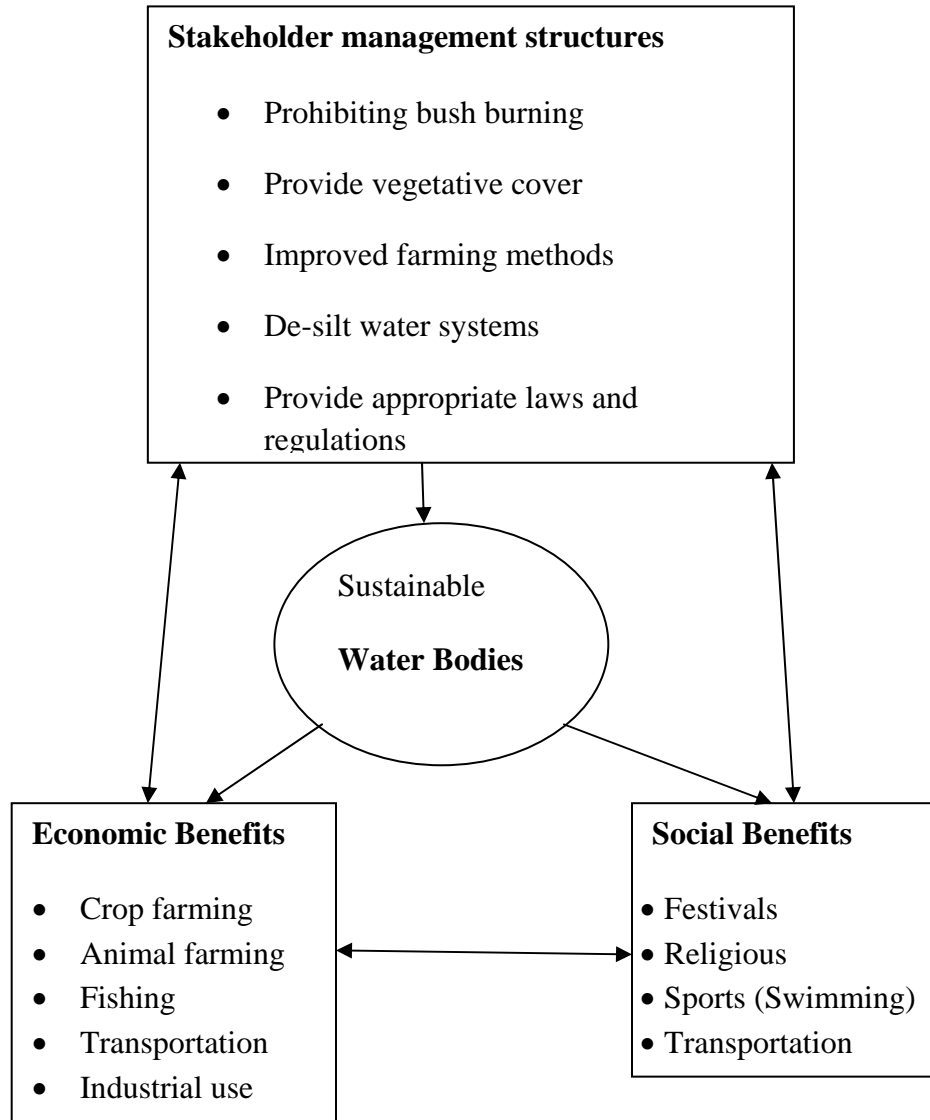 Stakeholder management structures
• Prohibiting bush burning
• Provide vegetative cover
• Improved farming methods
• De-silt water systems
• Provide appropriate laws and
regulations
Sustainable
Water Bodies
Economic Benefits
• Crop farming
• Animal farming
• Fishing
• Transportation
• Industrial use
Social Benefits
• Festivals
• Religious
• Sports (Swimming)
• Transportation